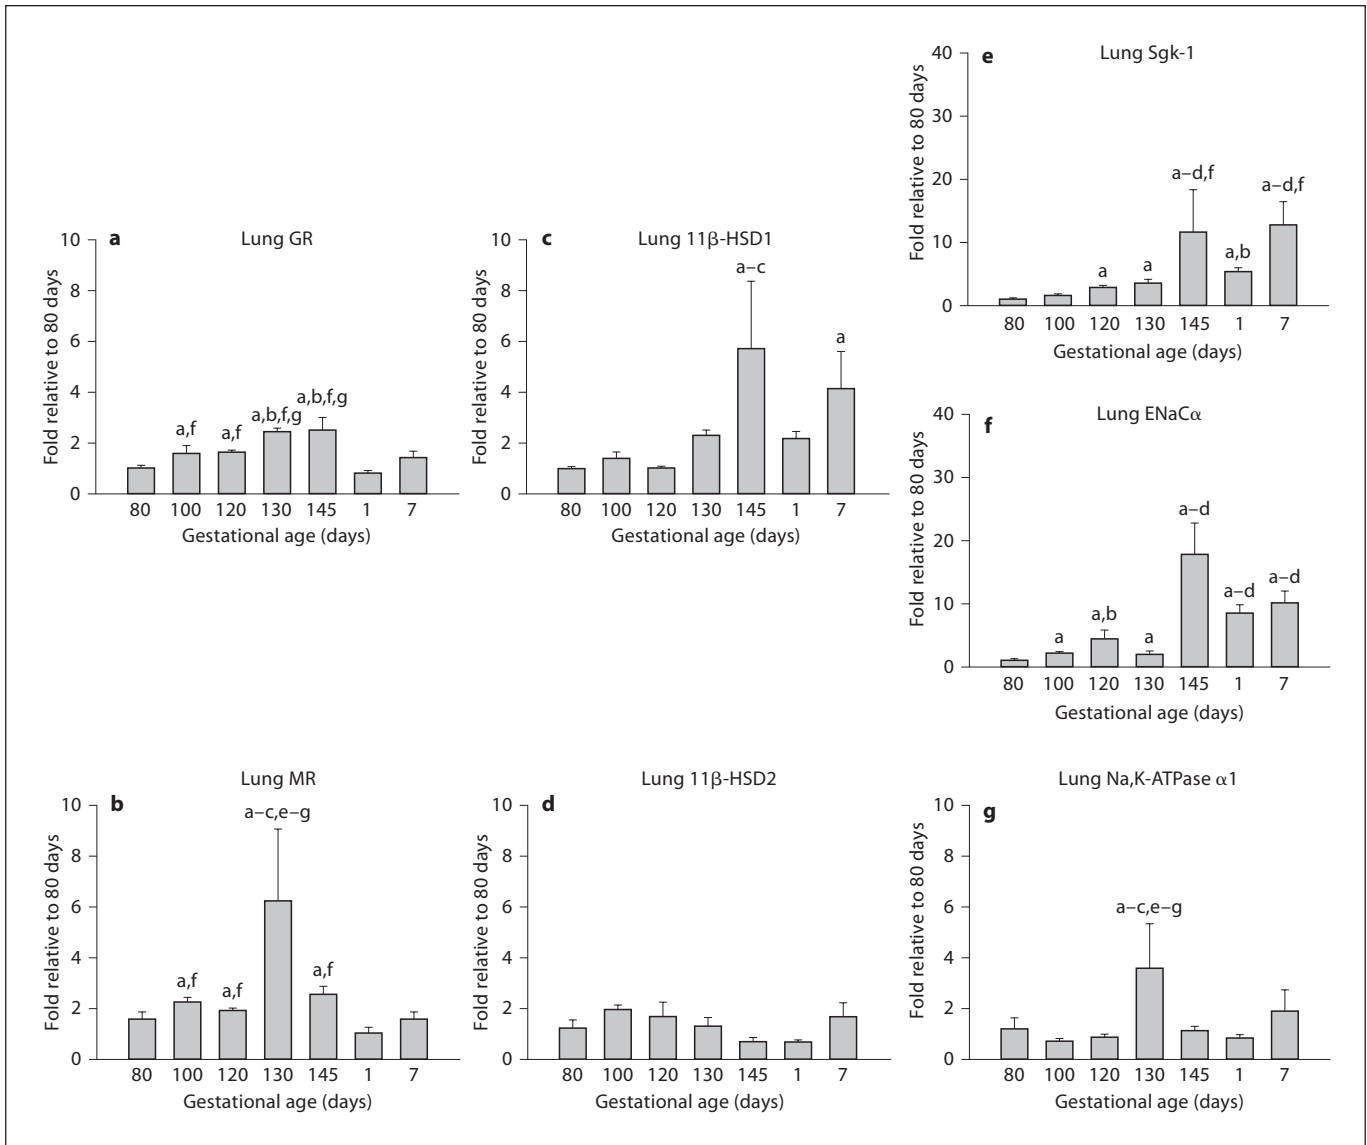 a Lung GR
Fold relative to 80 days
10
8
6
4
2
0
a,f
a,f
a,b,f,g
a,b,f,g
80 100 120 130 145 1 7
Gestational age (days)
b Lung MR
Fold relative to 80 days
10
8
6
4
2
0
a,f
a,f
a–c,e–g
a,f
80 100 120 130 145 1 7
Gestational age (days)
c Lung 11β-HSD1
Fold relative to 80 days
10
8
6
4
2
0
a–c
a
80 100 120 130 145 1 7
Gestational age (days)
d Lung 11β-HSD2
Fold relative to 80 days
10
8
6
4
2
0
80 100 120 130 145 1 7
Gestational age (days)
e Lung Sgk-1
Fold relative to 80 days
40
30
20
10
0
a
a
a–d,f
a,b
a–d,f
80 100 120 130 145 1 7
Gestational age (days)
f Lung ENaCα
Fold relative to 80 days
40
30
20
10
0
a
a,b
a
a–d
a–d
a–d
80 100 120 130 145 1 7
Gestational age (days)
g Lung Na,K-ATPase α1
Fold relative to 80 days
10
8
6
4
2
0
a–c,e–g
80 100 120 130 145 1 7
Gestational age (days)